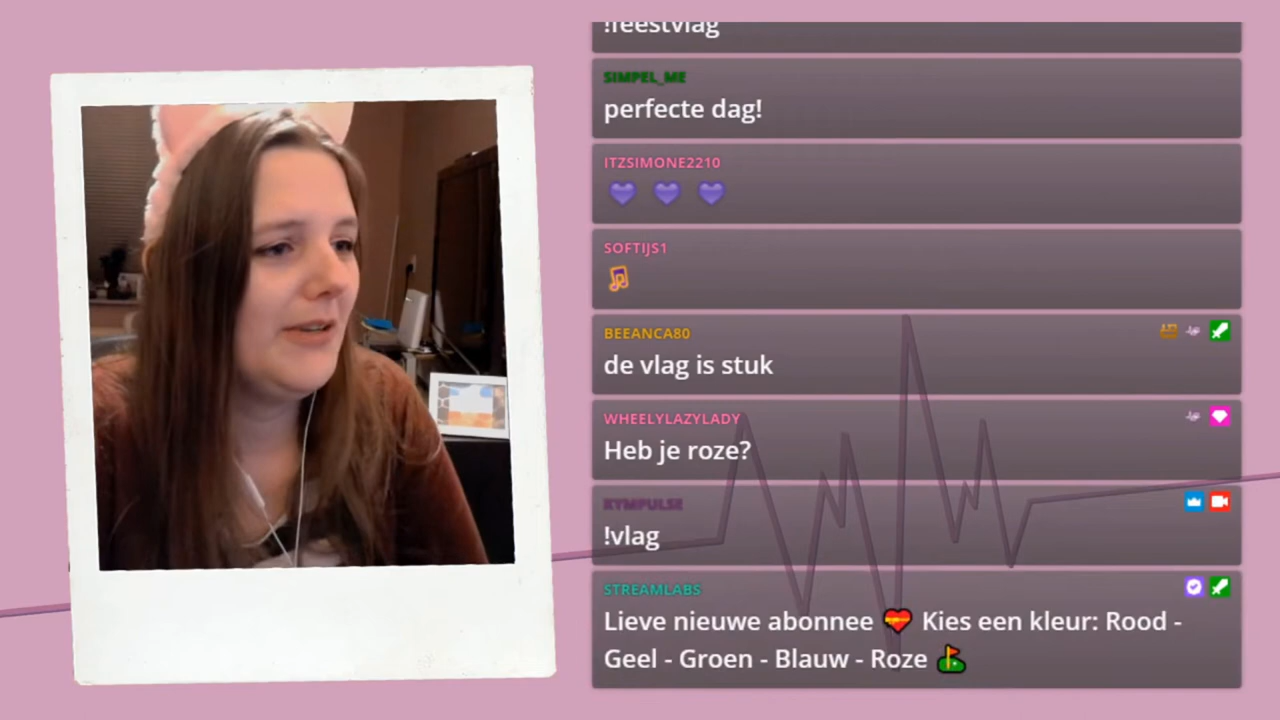 !feestvlag
SIMPEL_ME
perfecte dag!
ITZSIMONE2210
SOFTIJS1
BEEANCA80
de vlag is stuk
WHEELYLAZYLADY
Heb je roze?
KYMPULSE
!vlag
STREAMLABS
Lieve nieuwe abonnee Kies een kleur: Rood -
Geel - Groen - Blauw - Roze